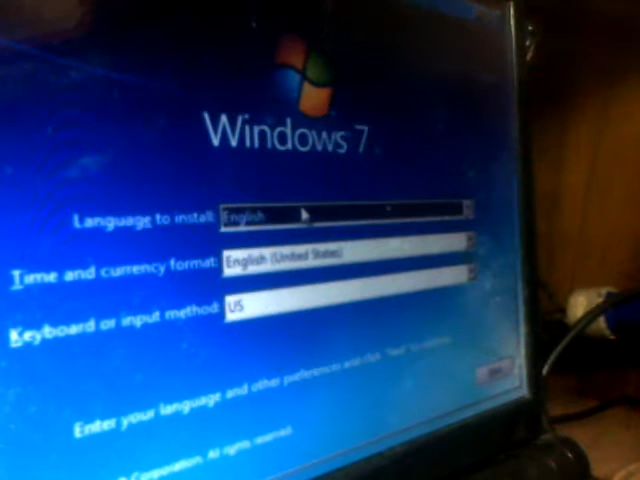 Windows 7
Language to install: English
Time and currency format: English (United States)
Keyboard or input method: US
Enter your language and other preferences and click "Next" to continue.
Corporation. All rights reserved.